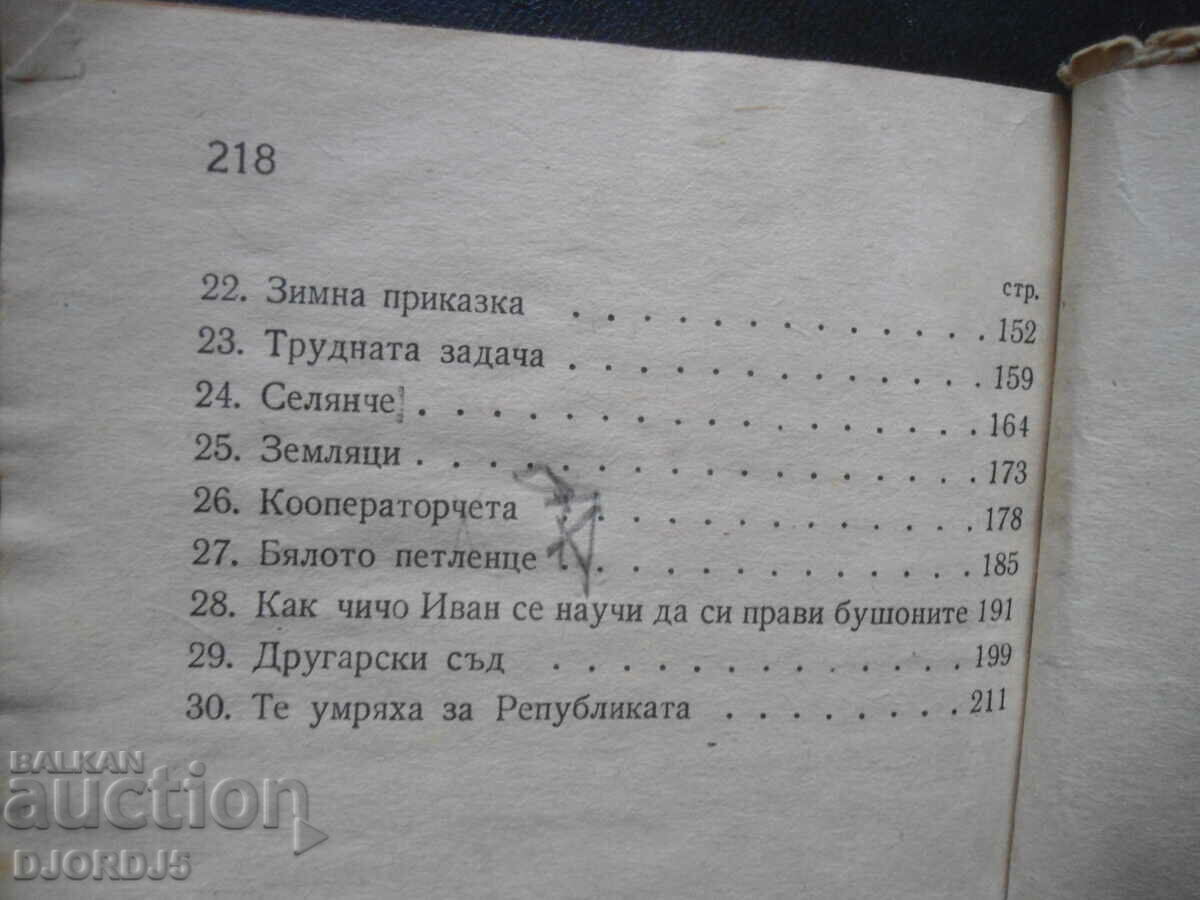 218
стр.
22. Зимна приказка . . . . . . . . . . . . 152
23. Трудната задача . . . . . . . . . . . . 159
24. Селянче . . . . . . . . . . . . . . . 164
25. Земляци . . . . . . . . . . . . . . . 173
26. Кооператорчета . . . . . . . . . . . . 178
27. Бялото петленце . . . . . . . . . . . . 185
28. Как чичо Иван се научи да си прави бушоните 191
29. Другарски съд . . . . . . . . . . . . 199
30. Те умряха за Републиката . . . . . . . . 211
BALKAN
auction
DJORDJ5